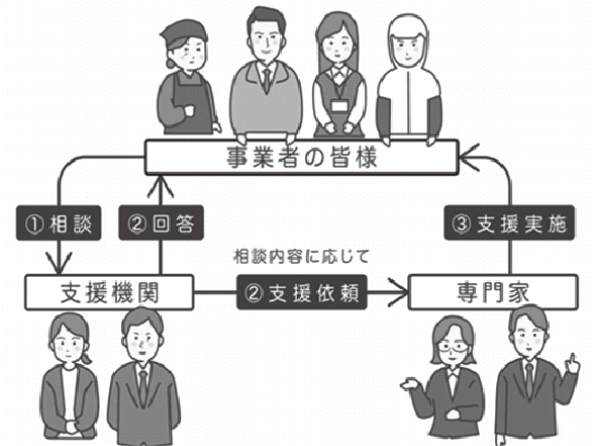 事業者の皆様
①相談
②回答
③支援実施
相談内容に応じて
支援機関
②支援依頼
専門家